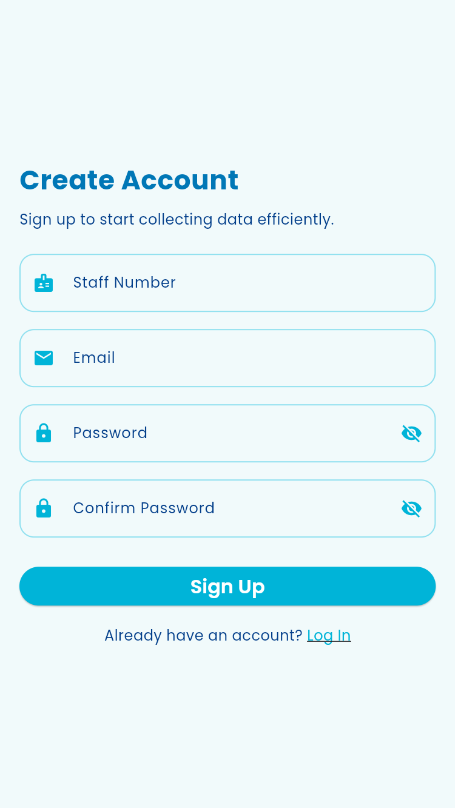 Create Account
Sign up to start collecting data efficiently.
Staff Number
Email
Password
Confirm Password
Sign Up
Already have an account? Log In